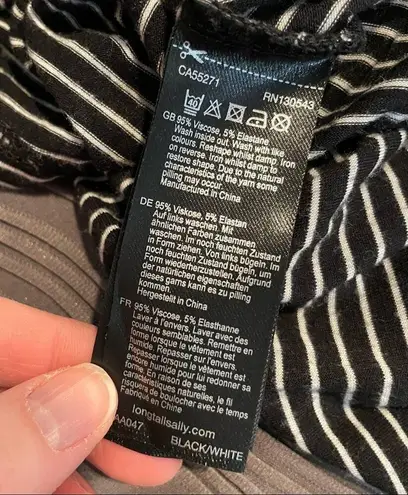 CA55271 RN130543
40
GB 95% Viscose, 5% Elastane
Wash inside out. Wash with like
colours. Reshape whilst damp. Iron
on reverse. Iron whilst damp to
restore shape. Due to the natural
characteristics of the yarn some
pilling may occur.
Manufactured in China
DE 95% Viskose, 5% Elastan
Auf links waschen. Mit
ähnlichen Farben zusammen
waschen. im noch feuchten Zustand
in Form ziehen. Von links bügeln. Im
noch feuchten Zustand bugeln, um
Form wiederherzustellen. Aufgrund
der natürlichen eigenschaften
dieses garns kann es zu pilling
kommen.
Hergestellt in China
FR 95% Viscose, 5% Elasthanne
Laver à l'envers. Laver avec des
couleurs semblables. Remettre en
forme lorsque le vêtement est
humide. Repasser sur l'envers.
Repasser lorsque le vêtement est
encore humide pour lui redonner sa
forme. En raison de ses
caractéristiques naturelles, le fil
risques de boulocher avec le temps
Fabriqué en China
longtallsally.com
AA047 BLACK/WHITE